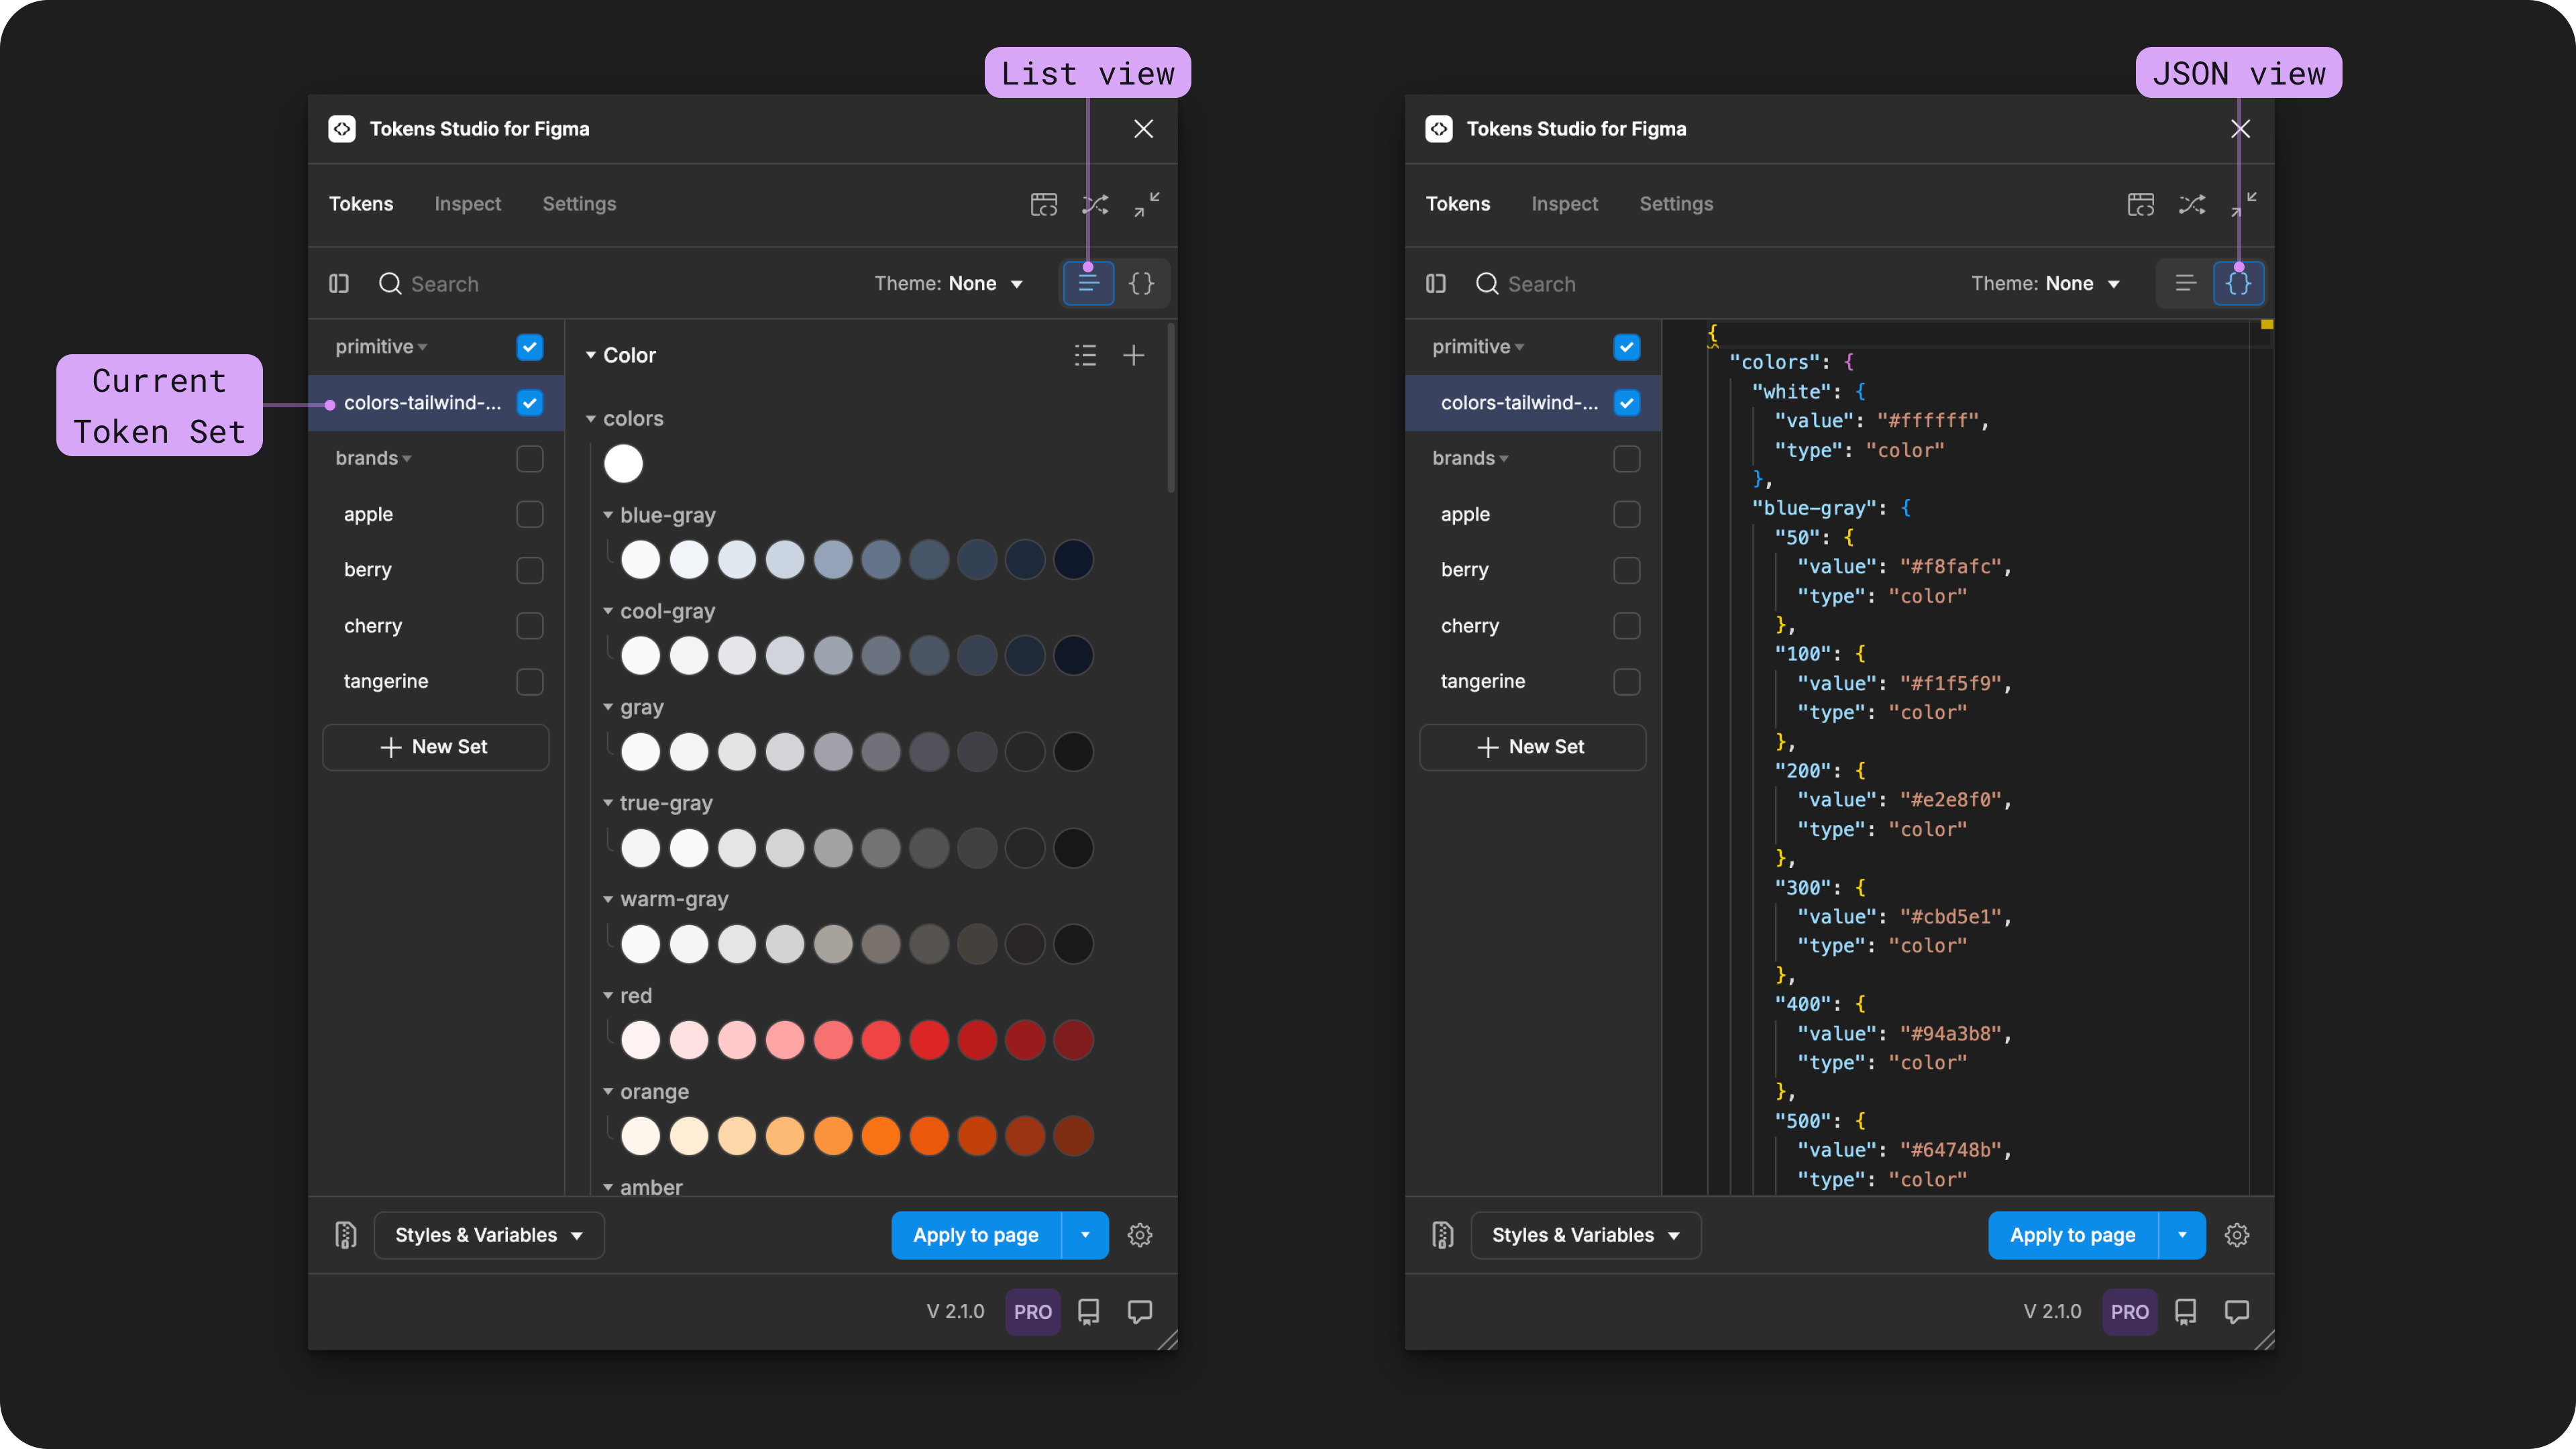 List view
JSON view
Tokens Studio for Figma
Tokens Inspect Settings
Search Theme: None {}
Current
Token Set
primitive
colors-tailwind-...
brands
apple
berry
cherry
tangerine
New Set
Color
colors
blue-gray
cool-gray
gray
true-gray
warm-gray
red
orange
amber
Styles & Variables Apply to page
V 2.1.0 PRO
Tokens Studio for Figma
Tokens Inspect Settings
Search Theme: None {}
primitive
colors-tailwind-...
brands
apple
berry
cherry
tangerine
New Set
{
"colors": {
"white": {
"value": "#ffffff",
"type": "color"
},
"blue-gray": {
"50": {
"value": "#f8fafc",
"type": "color"
},
"100": {
"value": "#f1f5f9",
"type": "color"
},
"200": {
"value": "#e2e8f0",
"type": "color"
},
"300": {
"value": "#cbd5e1",
"type": "color"
},
"400": {
"value": "#94a3b8",
"type": "color"
},
"500": {
"value": "#64748b",
"type": "color"
Styles & Variables Apply to page
V 2.1.0 PRO